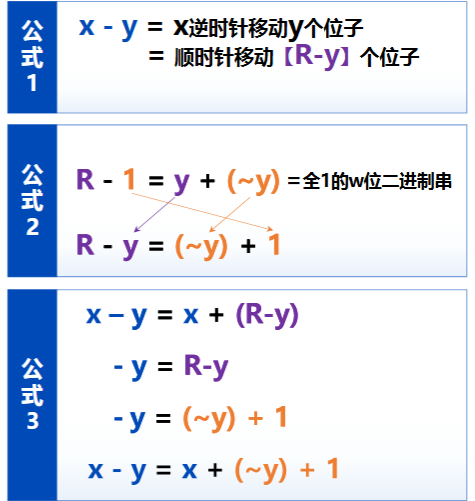 公式1
x - y = x逆时针移动y个位子
= 顺时针移动【R-y】个位子
公式2
R - 1 = y + (~y) =全1的w位二进制串
R - y = (~y) + 1
公式3
x – y = x + (R-y)
- y = R-y
-y = (~y) + 1
x - y = x + (~y) + 1